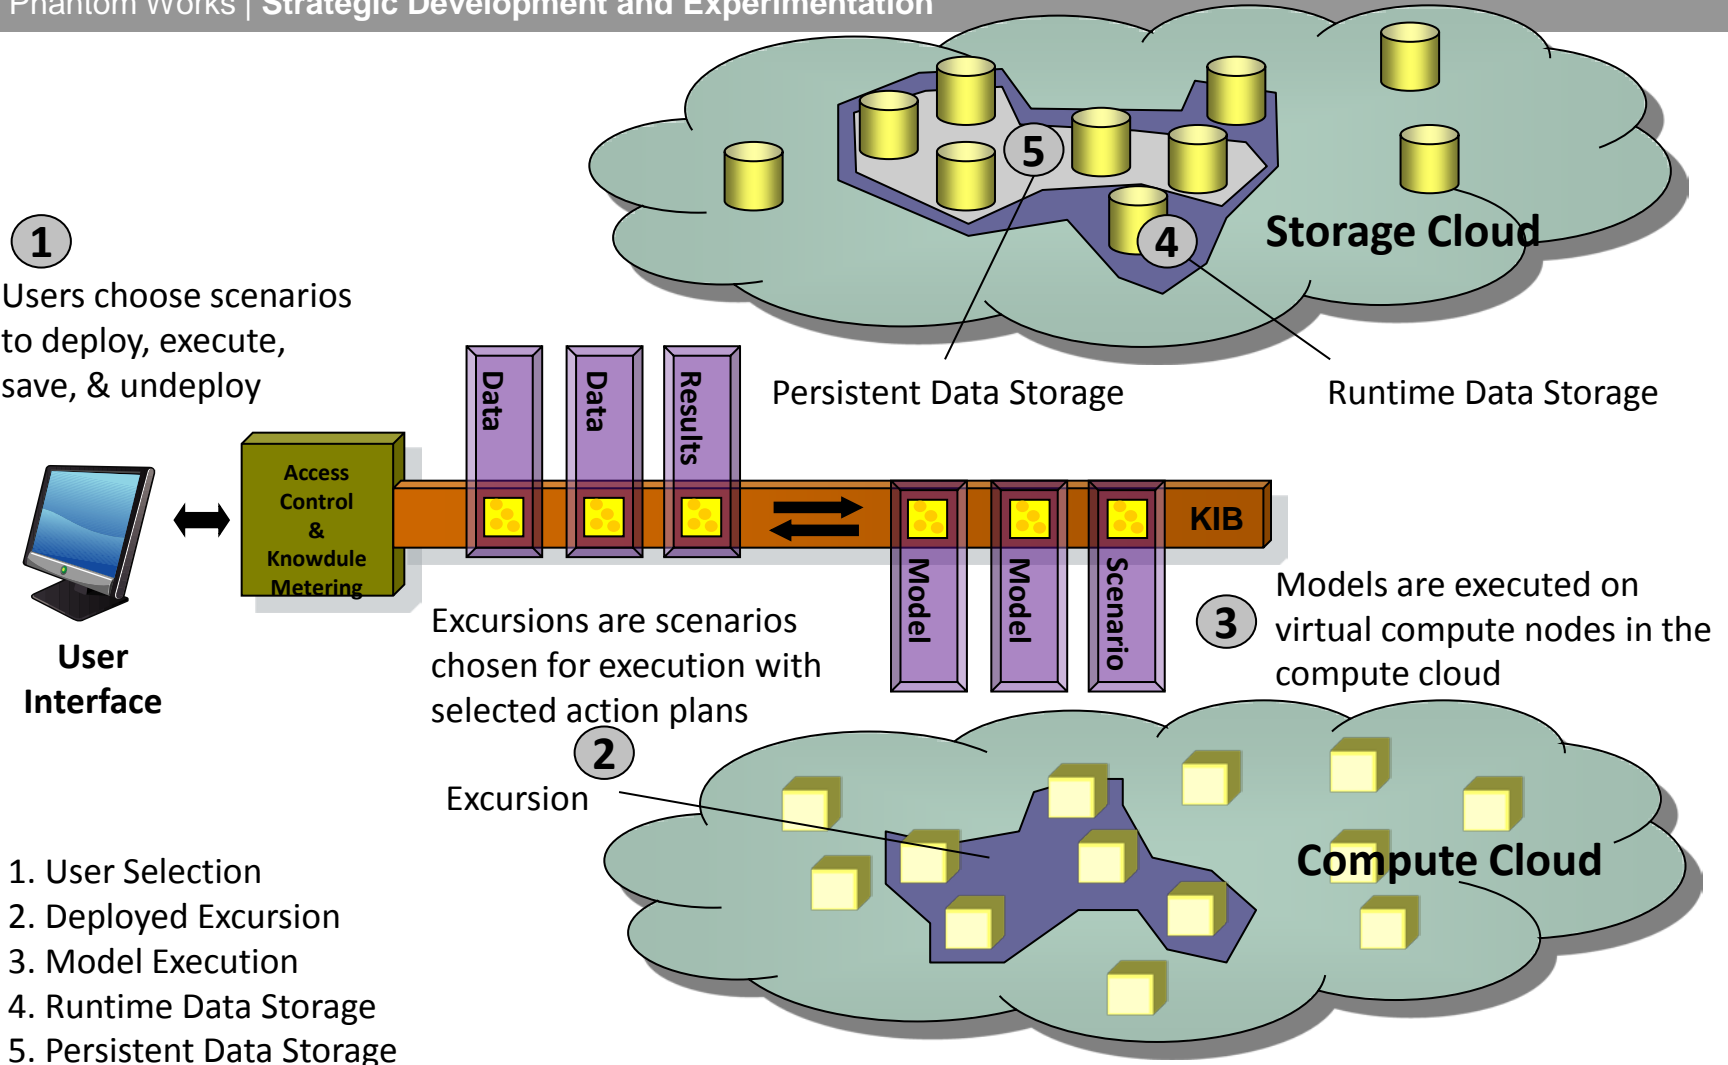 Phantom Works | Strategic Development and Experimentation
5
4
Storage Cloud
1
Users choose scenarios
to deploy, execute,
save, & undeploy
Persistent Data Storage
Runtime Data Storage
Data
Data
Results
Access
Control
&
Knowdule
Metering
KIB
Model
Model
Scenario
User
Interface
Excursions are scenarios
chosen for execution with
selected action plans
3
Models are executed on
virtual compute nodes in the
compute cloud
2
Excursion
Compute Cloud
1. User Selection
2. Deployed Excursion
3. Model Execution
4. Runtime Data Storage
5. Persistent Data Storage